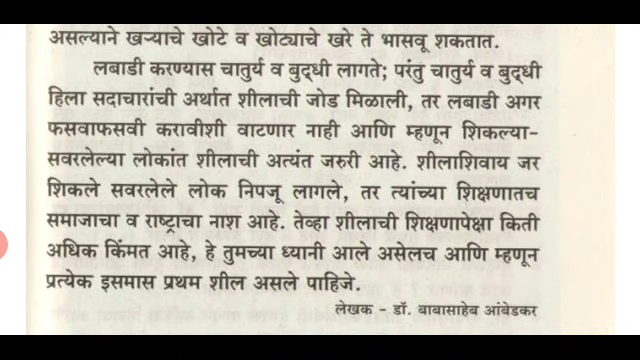 असल्याने खऱ्याचे खोटे व खोट्याचे खरे ते भासवू शकतात.
लबाडी करण्यास चातुर्य व बुद्धी लागते; परंतु चातुर्य व बुद्धी
हिला सदाचारांची अर्थात शीलाची जोड मिळाली, तर लबाडी अगर
फसवाफसवी करावीशी वाटणार नाही आणि म्हणून शिकल्या-
सवरलेल्या लोकांत शीलाची अत्यंत जरुरी आहे. शीलाशिवाय जर
शिकले सवरलेले लोक निपजू लागले, तर त्यांच्या शिक्षणातच
समाजाचा व राष्ट्राचा नाश आहे. तेव्हा शीलाची शिक्षणापेक्षा किती
अधिक किंमत आहे, हे तुमच्या ध्यानी आले असेलच आणि म्हणून
प्रत्येक इसमास प्रथम शील असले पाहिजे.
लेखक - डॉ. बाबासाहेब आंबेडकर